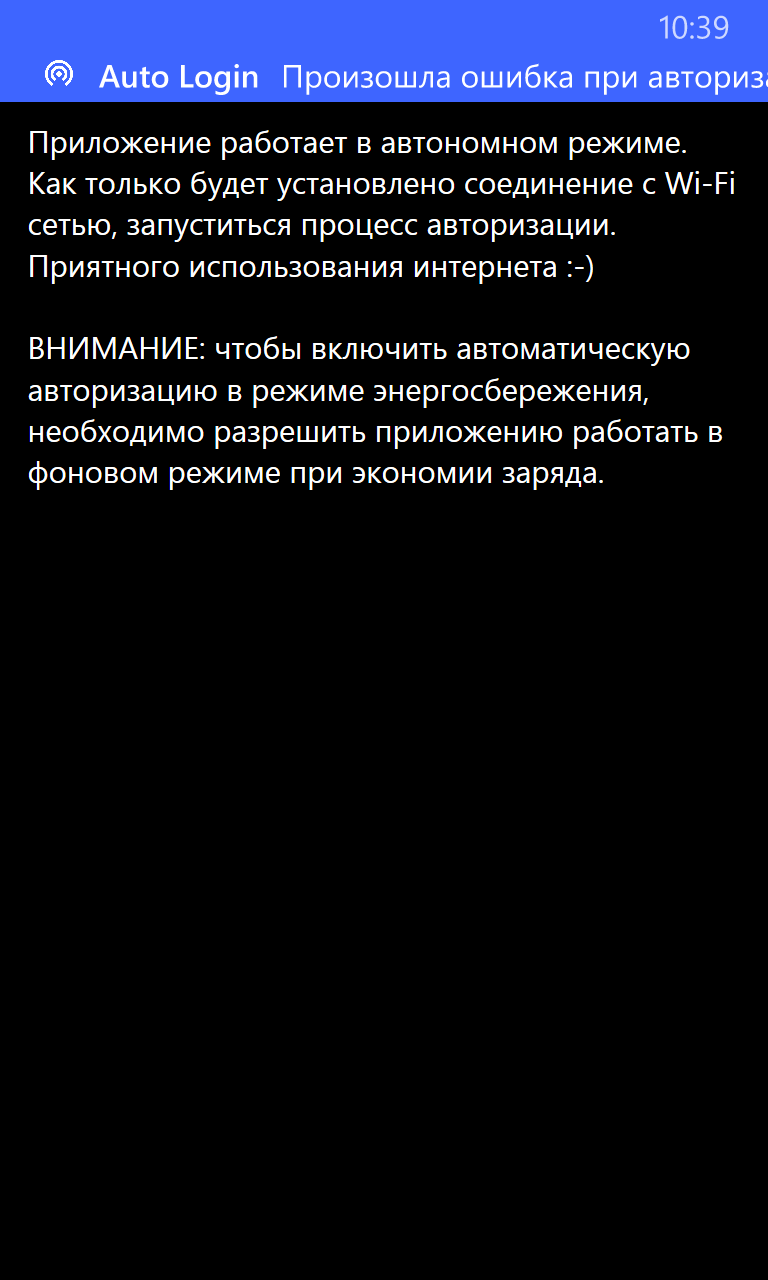 10:39
Auto Login Произошла ошибка при авториз
Приложение работает в автономном режиме.
Как только будет установлено соединение с Wi-Fi
сетью, запуститься процесс авторизации.
Приятного использования интернета :-)
ВНИМАНИЕ: чтобы включить автоматическую
авторизацию в режиме энергосбережения,
необходимо разрешить приложению работать в
фоновом режиме при экономии заряда.